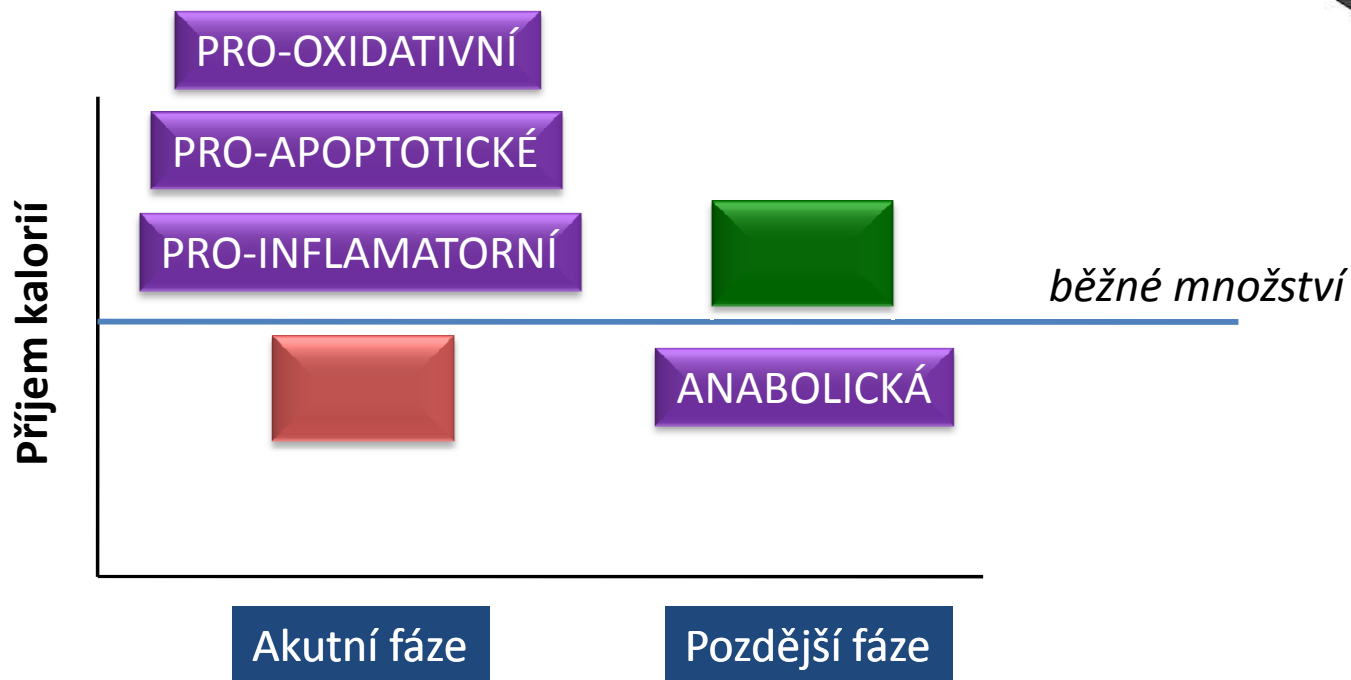 PRO-OXIDATIVNÍ
PRO-APOPTOTICKÉ
PRO-INFLAMATORNÍ
běžné množství
Příjem kalorií
ANABOLICKÁ
Akutní fáze
Pozdější fáze